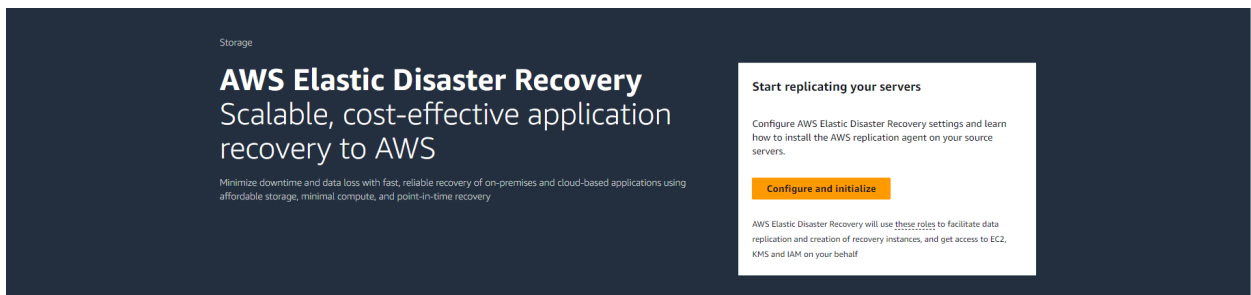 Storage
AWS Elastic Disaster Recovery
Scalable, cost-effective application
recovery to AWS
Minimize downtime and data loss with fast, reliable recovery of on-premises and cloud-based applications using
affordable storage, minimal compute, and point-in-time recovery
Start replicating your servers
Configure AWS Elastic Disaster Recovery settings and learn
how to install the AWS replication agent on your source
servers.
Configure and initialize
AWS Elastic Disaster Recovery will use these roles to facilitate data
replication and creation of recovery instances, and get access to EC2,
KMS and IAM on your behalf